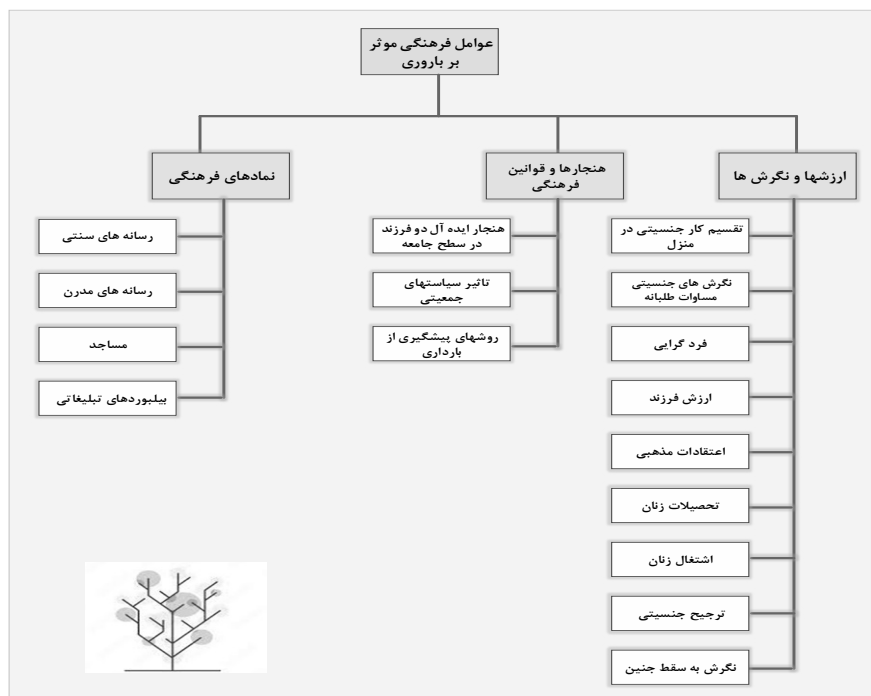 عوامل فرهنگی موثر
بر باروری
ارزشها و نگرش ها
تقسیم کار جنسیتی در
منزل
نگرش های جنسیتی
مساوات طلبانه
فرد گرایی
ارزش فرزند
اعتقادات مذهبی
تحصیلات زنان
اشتغال زنان
ترجیح جنسیتی
نگرش به سقط جنین
هنجارها و قوانین
فرهنگی
هنجار ایده آل دو فرزند
در سطح جامعه
تاثیر سیاستهای
جمعیتی
روشهای پیشگیری از
بارداری
نمادهای فرهنگی
رسانه های سنتی
رسانه های مدرن
مساجد
بیلبوردهای تبلیغاتی